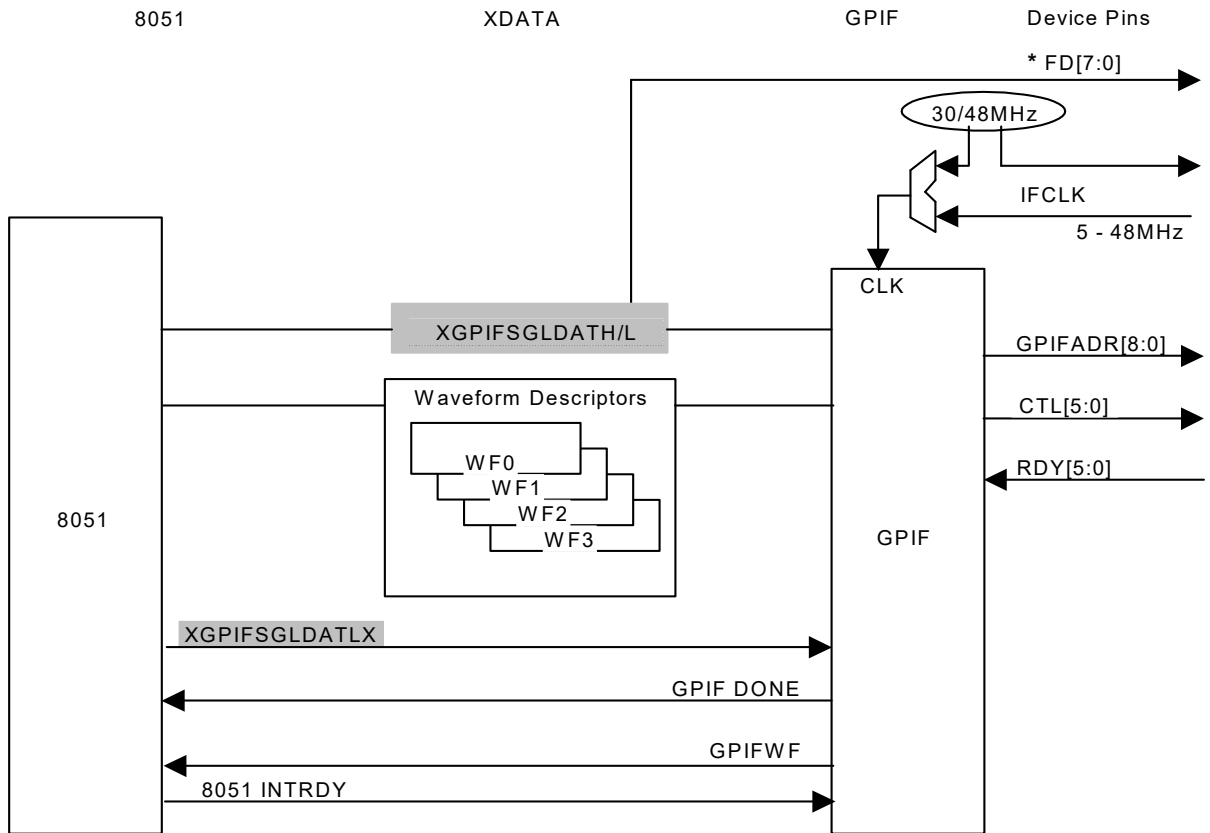 8051 XDATA GPIF Device Pins
* FD[7:0]
30/48MHz
IFCLK
5 - 48MHz
CLK
XGPIFSGLDATH/L
GPIFADR[8:0]
Waveform Descriptors
CTL[5:0]
WF0
RDY[5:0]
WF1
WF2
8051
WF3
GPIF
XGPIFSGLDATLX
GPIF DONE
GPIFWF
8051 INTRDY